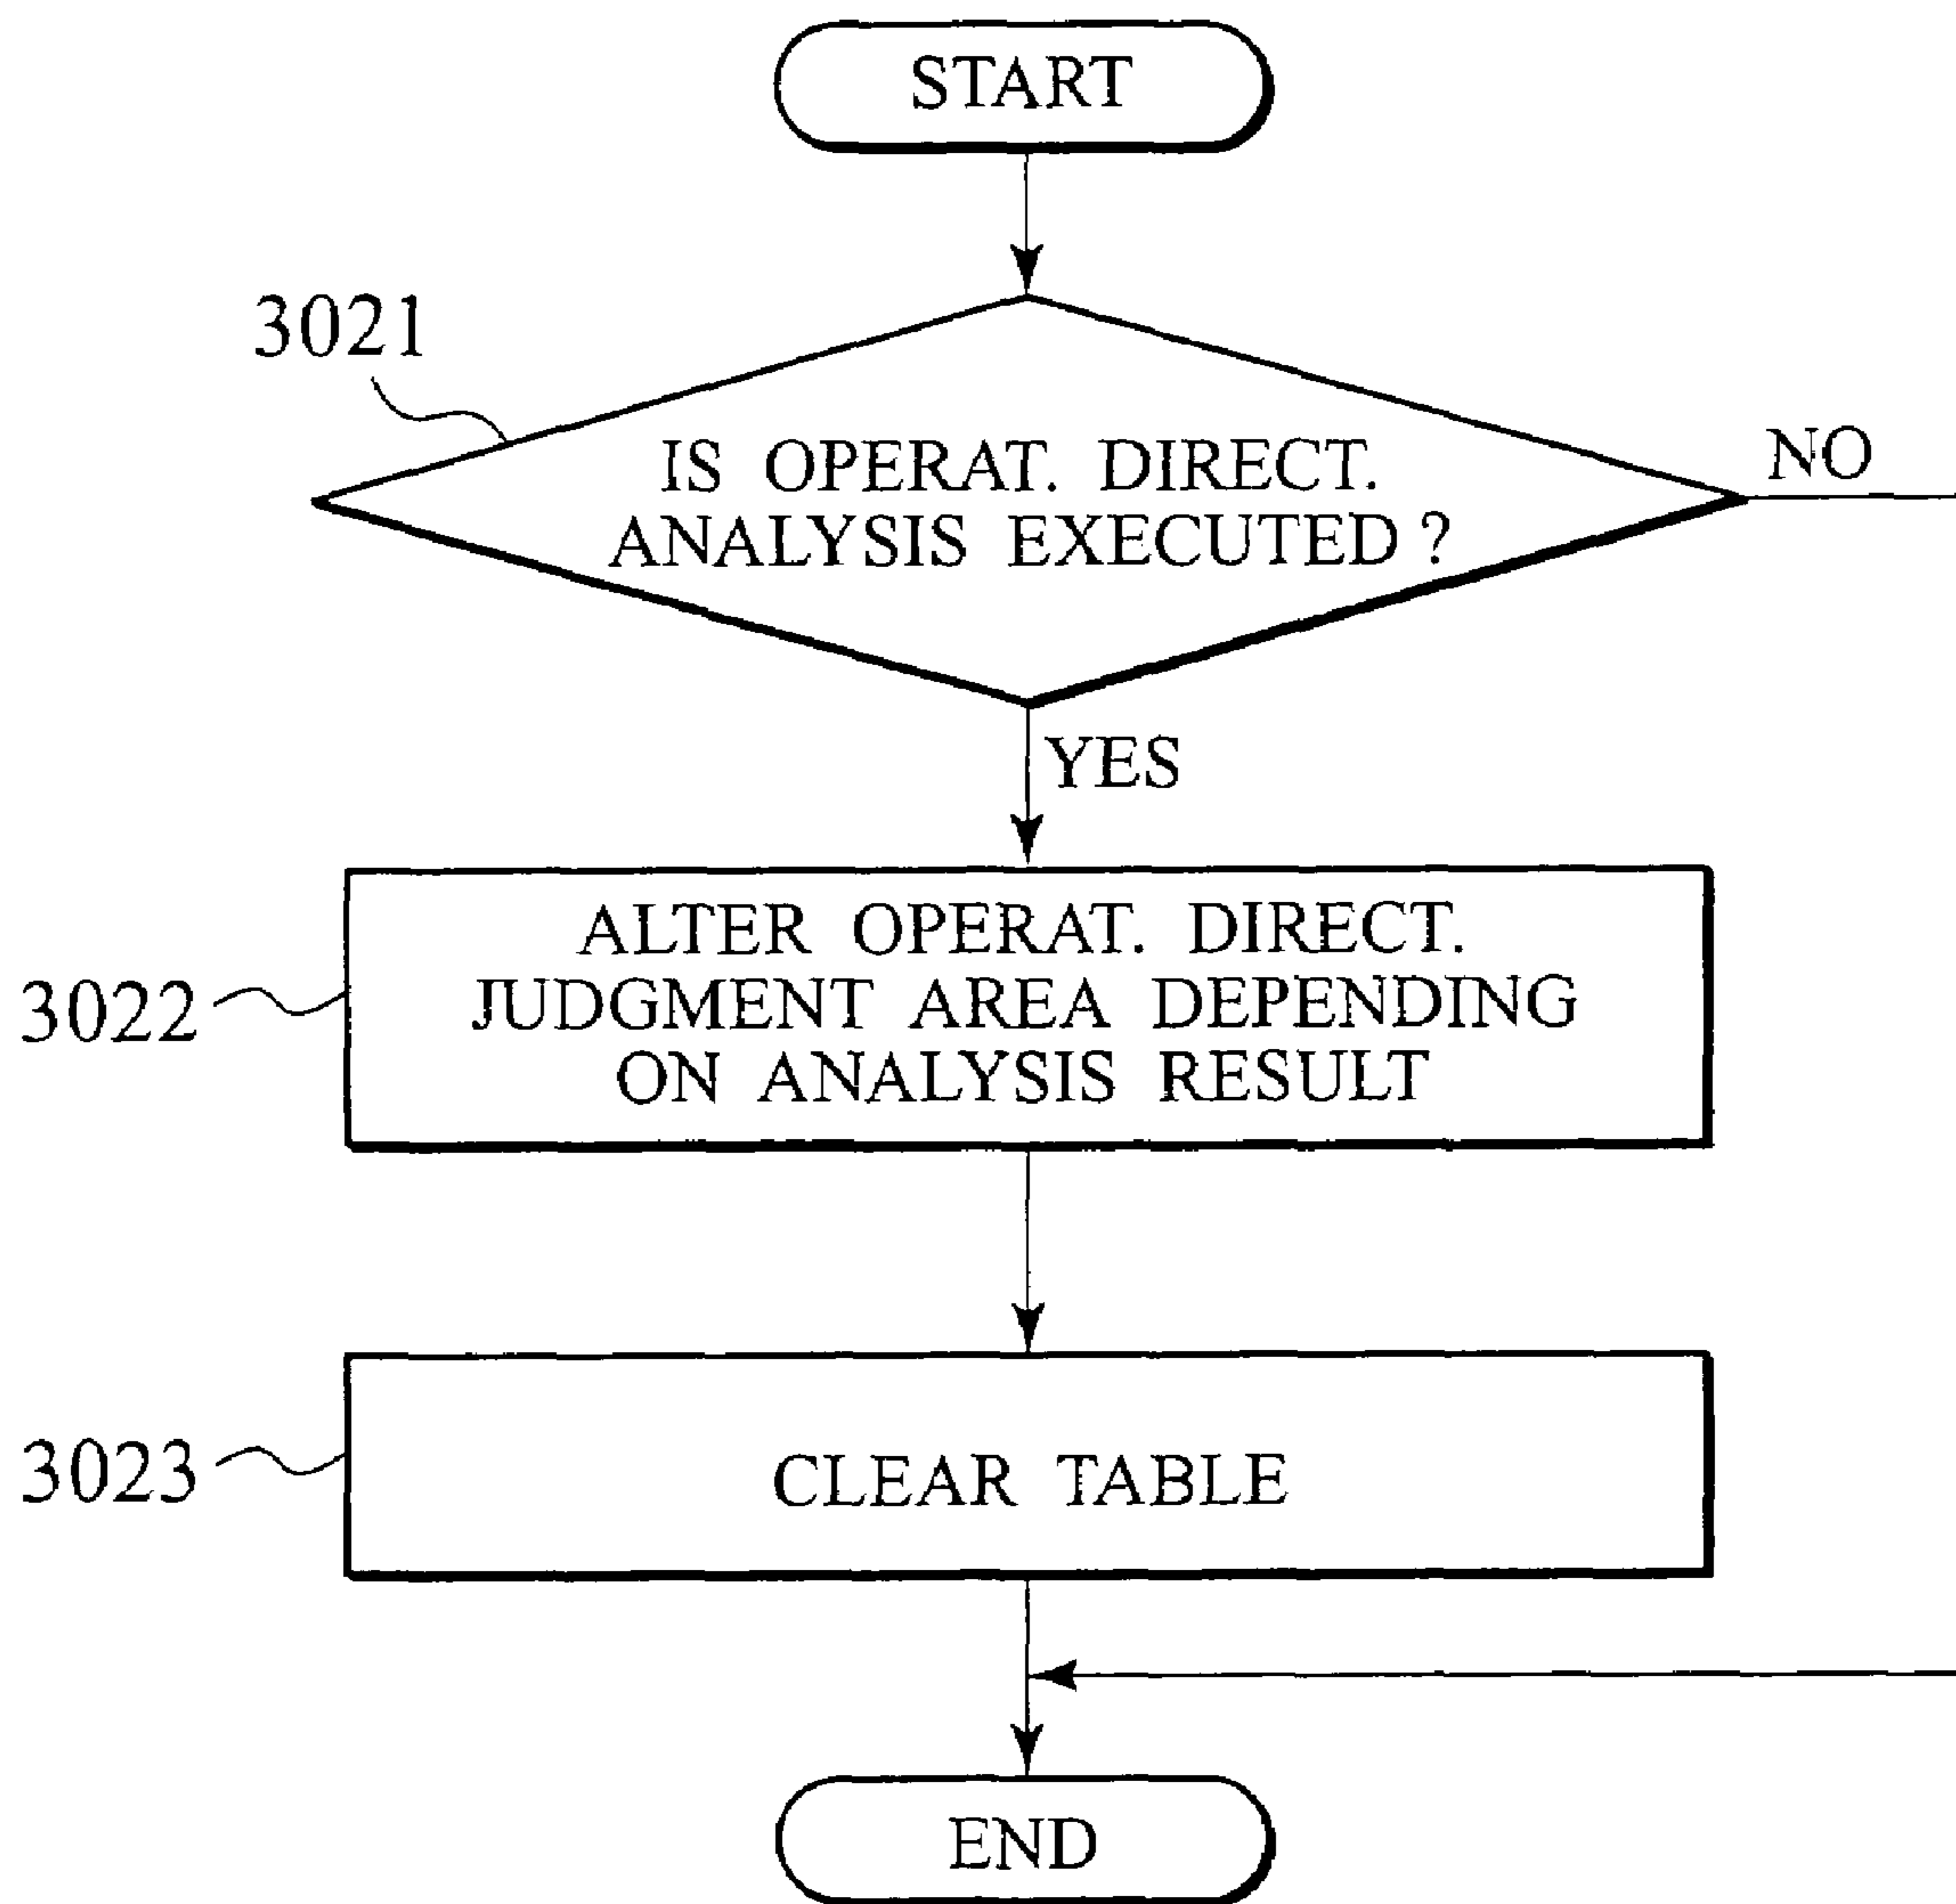 START
3021
IS OPERAT. DIRECT.
ANALYSIS EXECUTED?
NO
YES
ALTER OPERAT. DIRECT.
JUDGMENT AREA DEPENDING
ON ANALYSIS RESULT
3022
CLEAR TABLE
3023
END